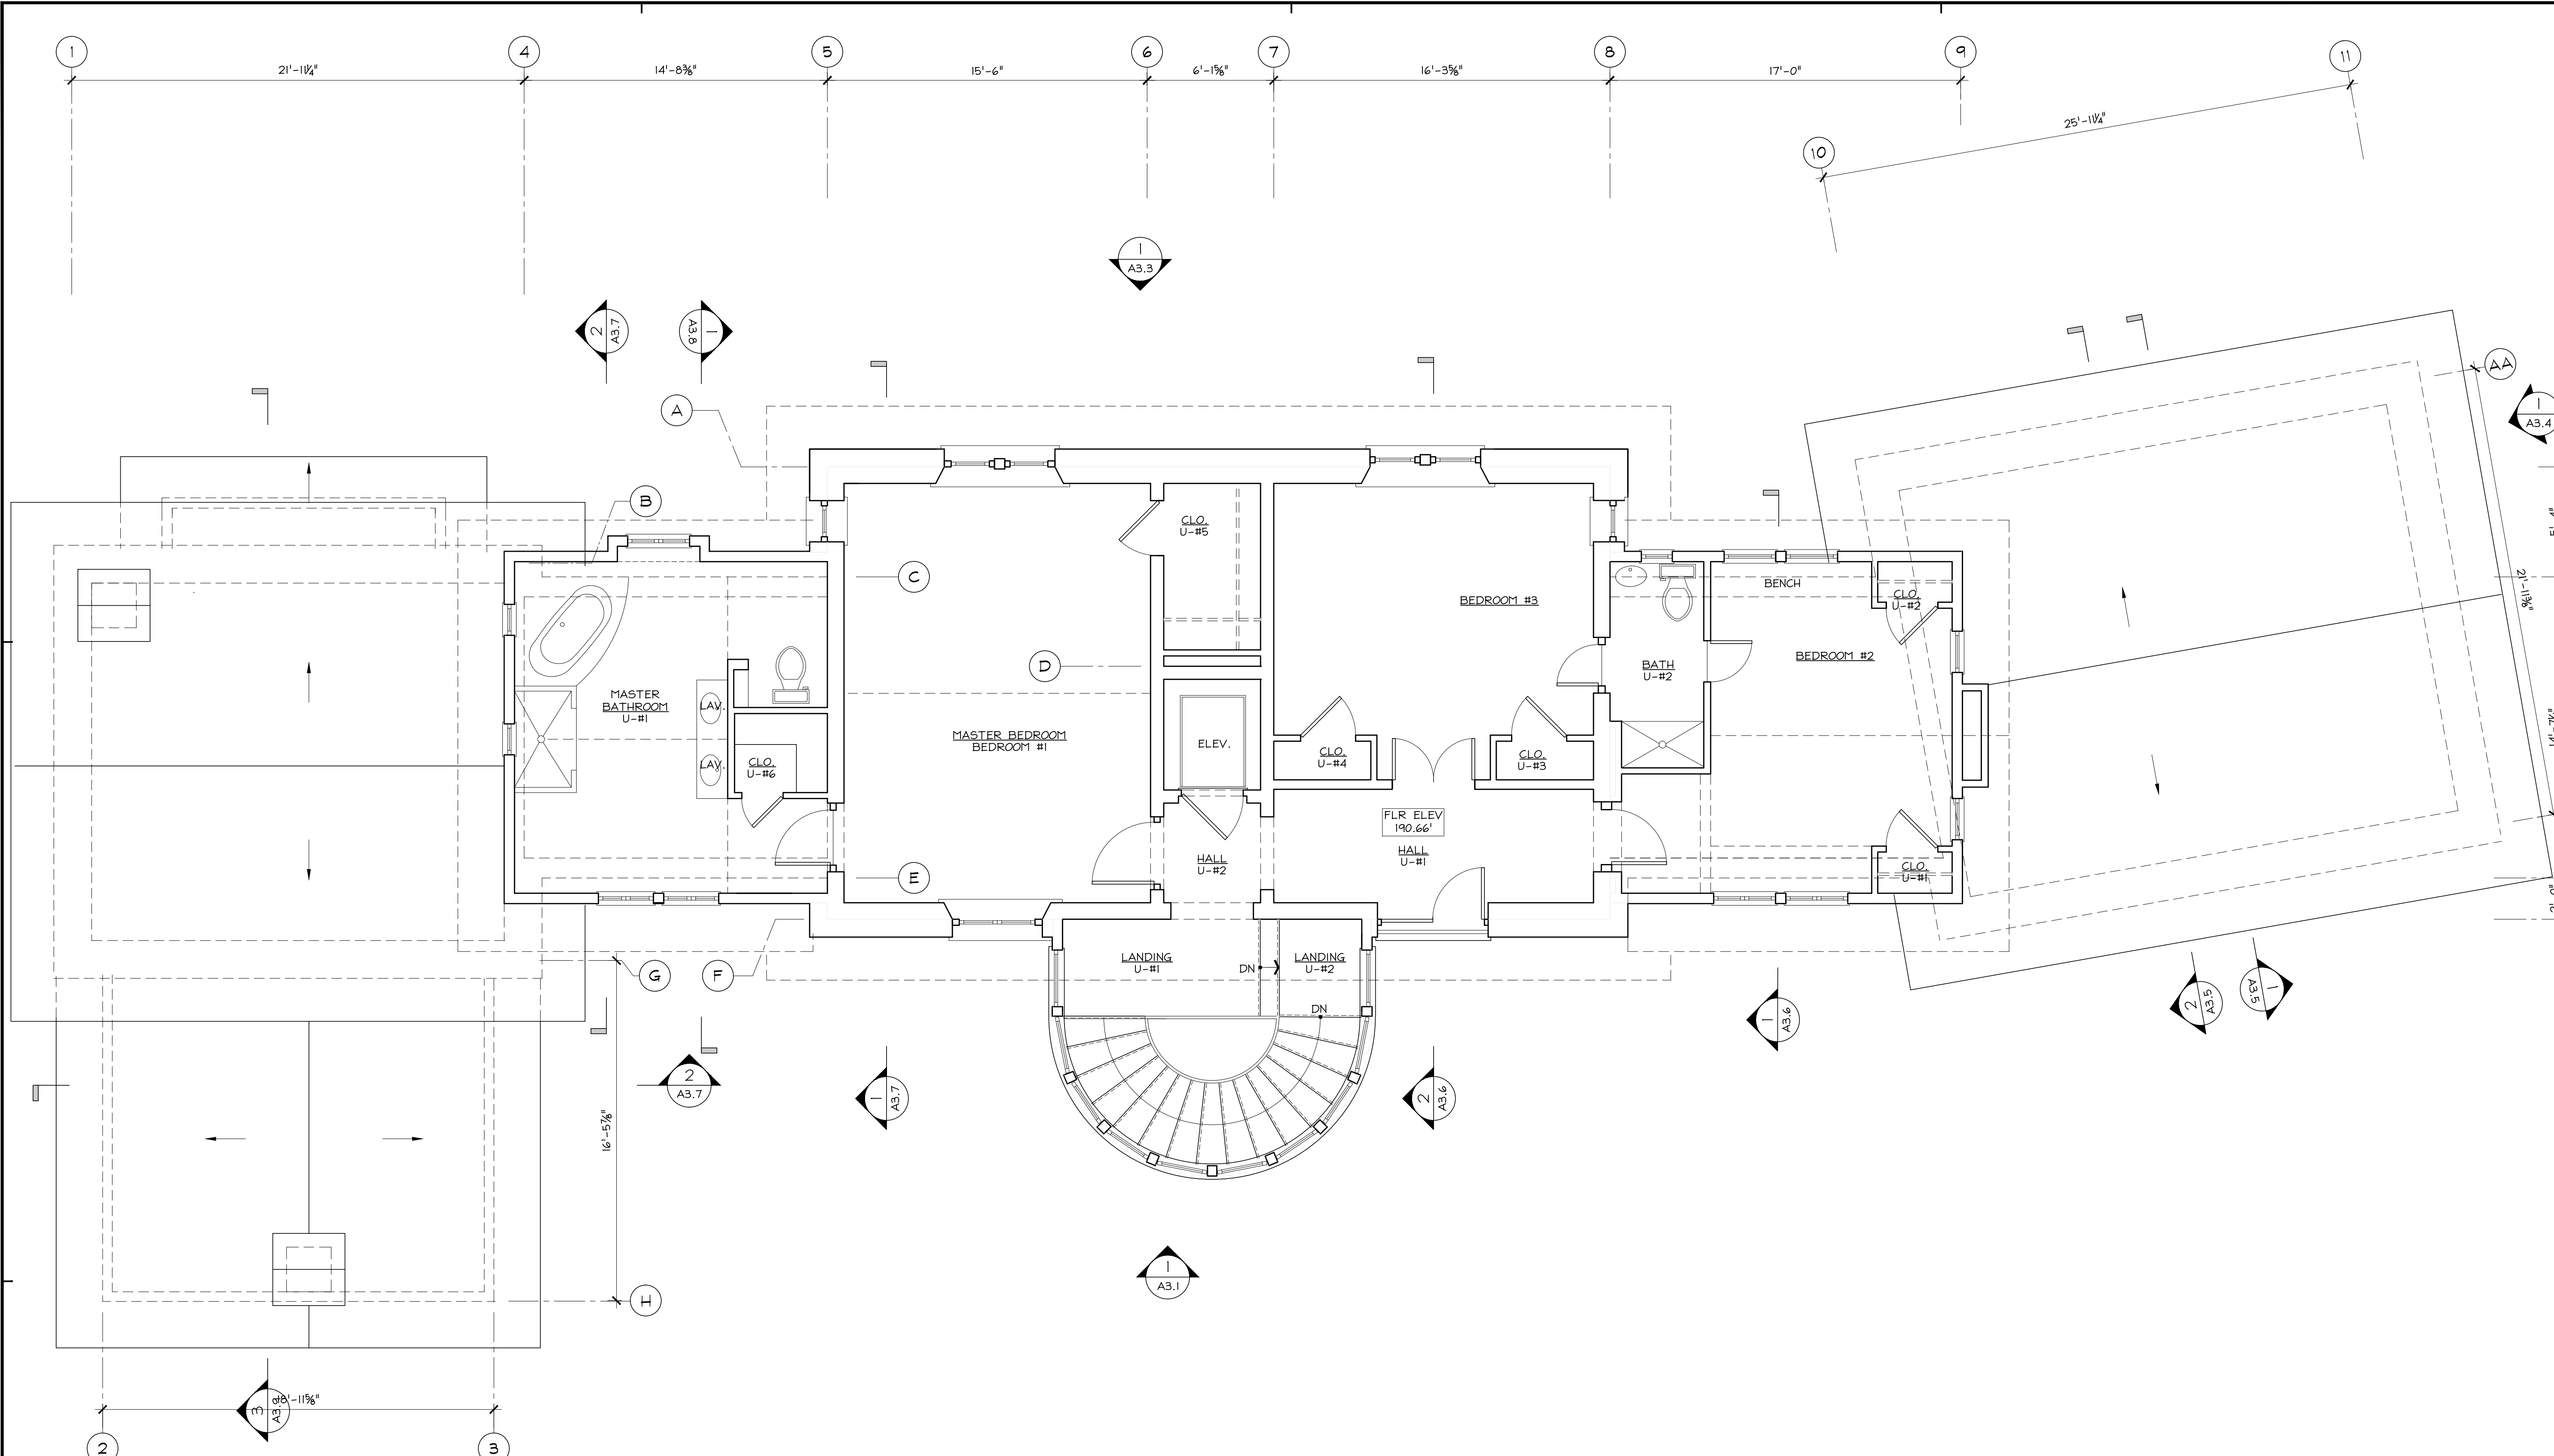 1
4
5
6
7
8
9
11
21'-11¼"
14'-8⅜"
15'-6"
6'-1⅝"
16'-3⅝"
17'-0"
25'-11¼"
10
1
A3.3
2
A3.7
1
A3.8
AA
1
A3.4
A
B
C
D
E
F
G
H
CLO.
U-#5
BEDROOM #3
BENCH
CLO.
U-#2
BATH
U-#2
BEDROOM #2
21'-11⅜"
MASTER
BATHROOM
U-#1
LAV.
LAV.
CLO.
U-#6
MASTER BEDROOM
BEDROOM #1
ELEV.
CLO.
U-#4
CLO.
U-#3
FLR ELEV
190.66'
HALL
U-#2
HALL
U-#1
CLO.
U-#1
LANDING
U-#1
DN
LANDING
U-#2
DN
2
A3.5
1
A3.5
1
A3.6
2
A3.7
1
A3.7
2
A3.6
16'-5⅞"
1
A3.1
3
2
3